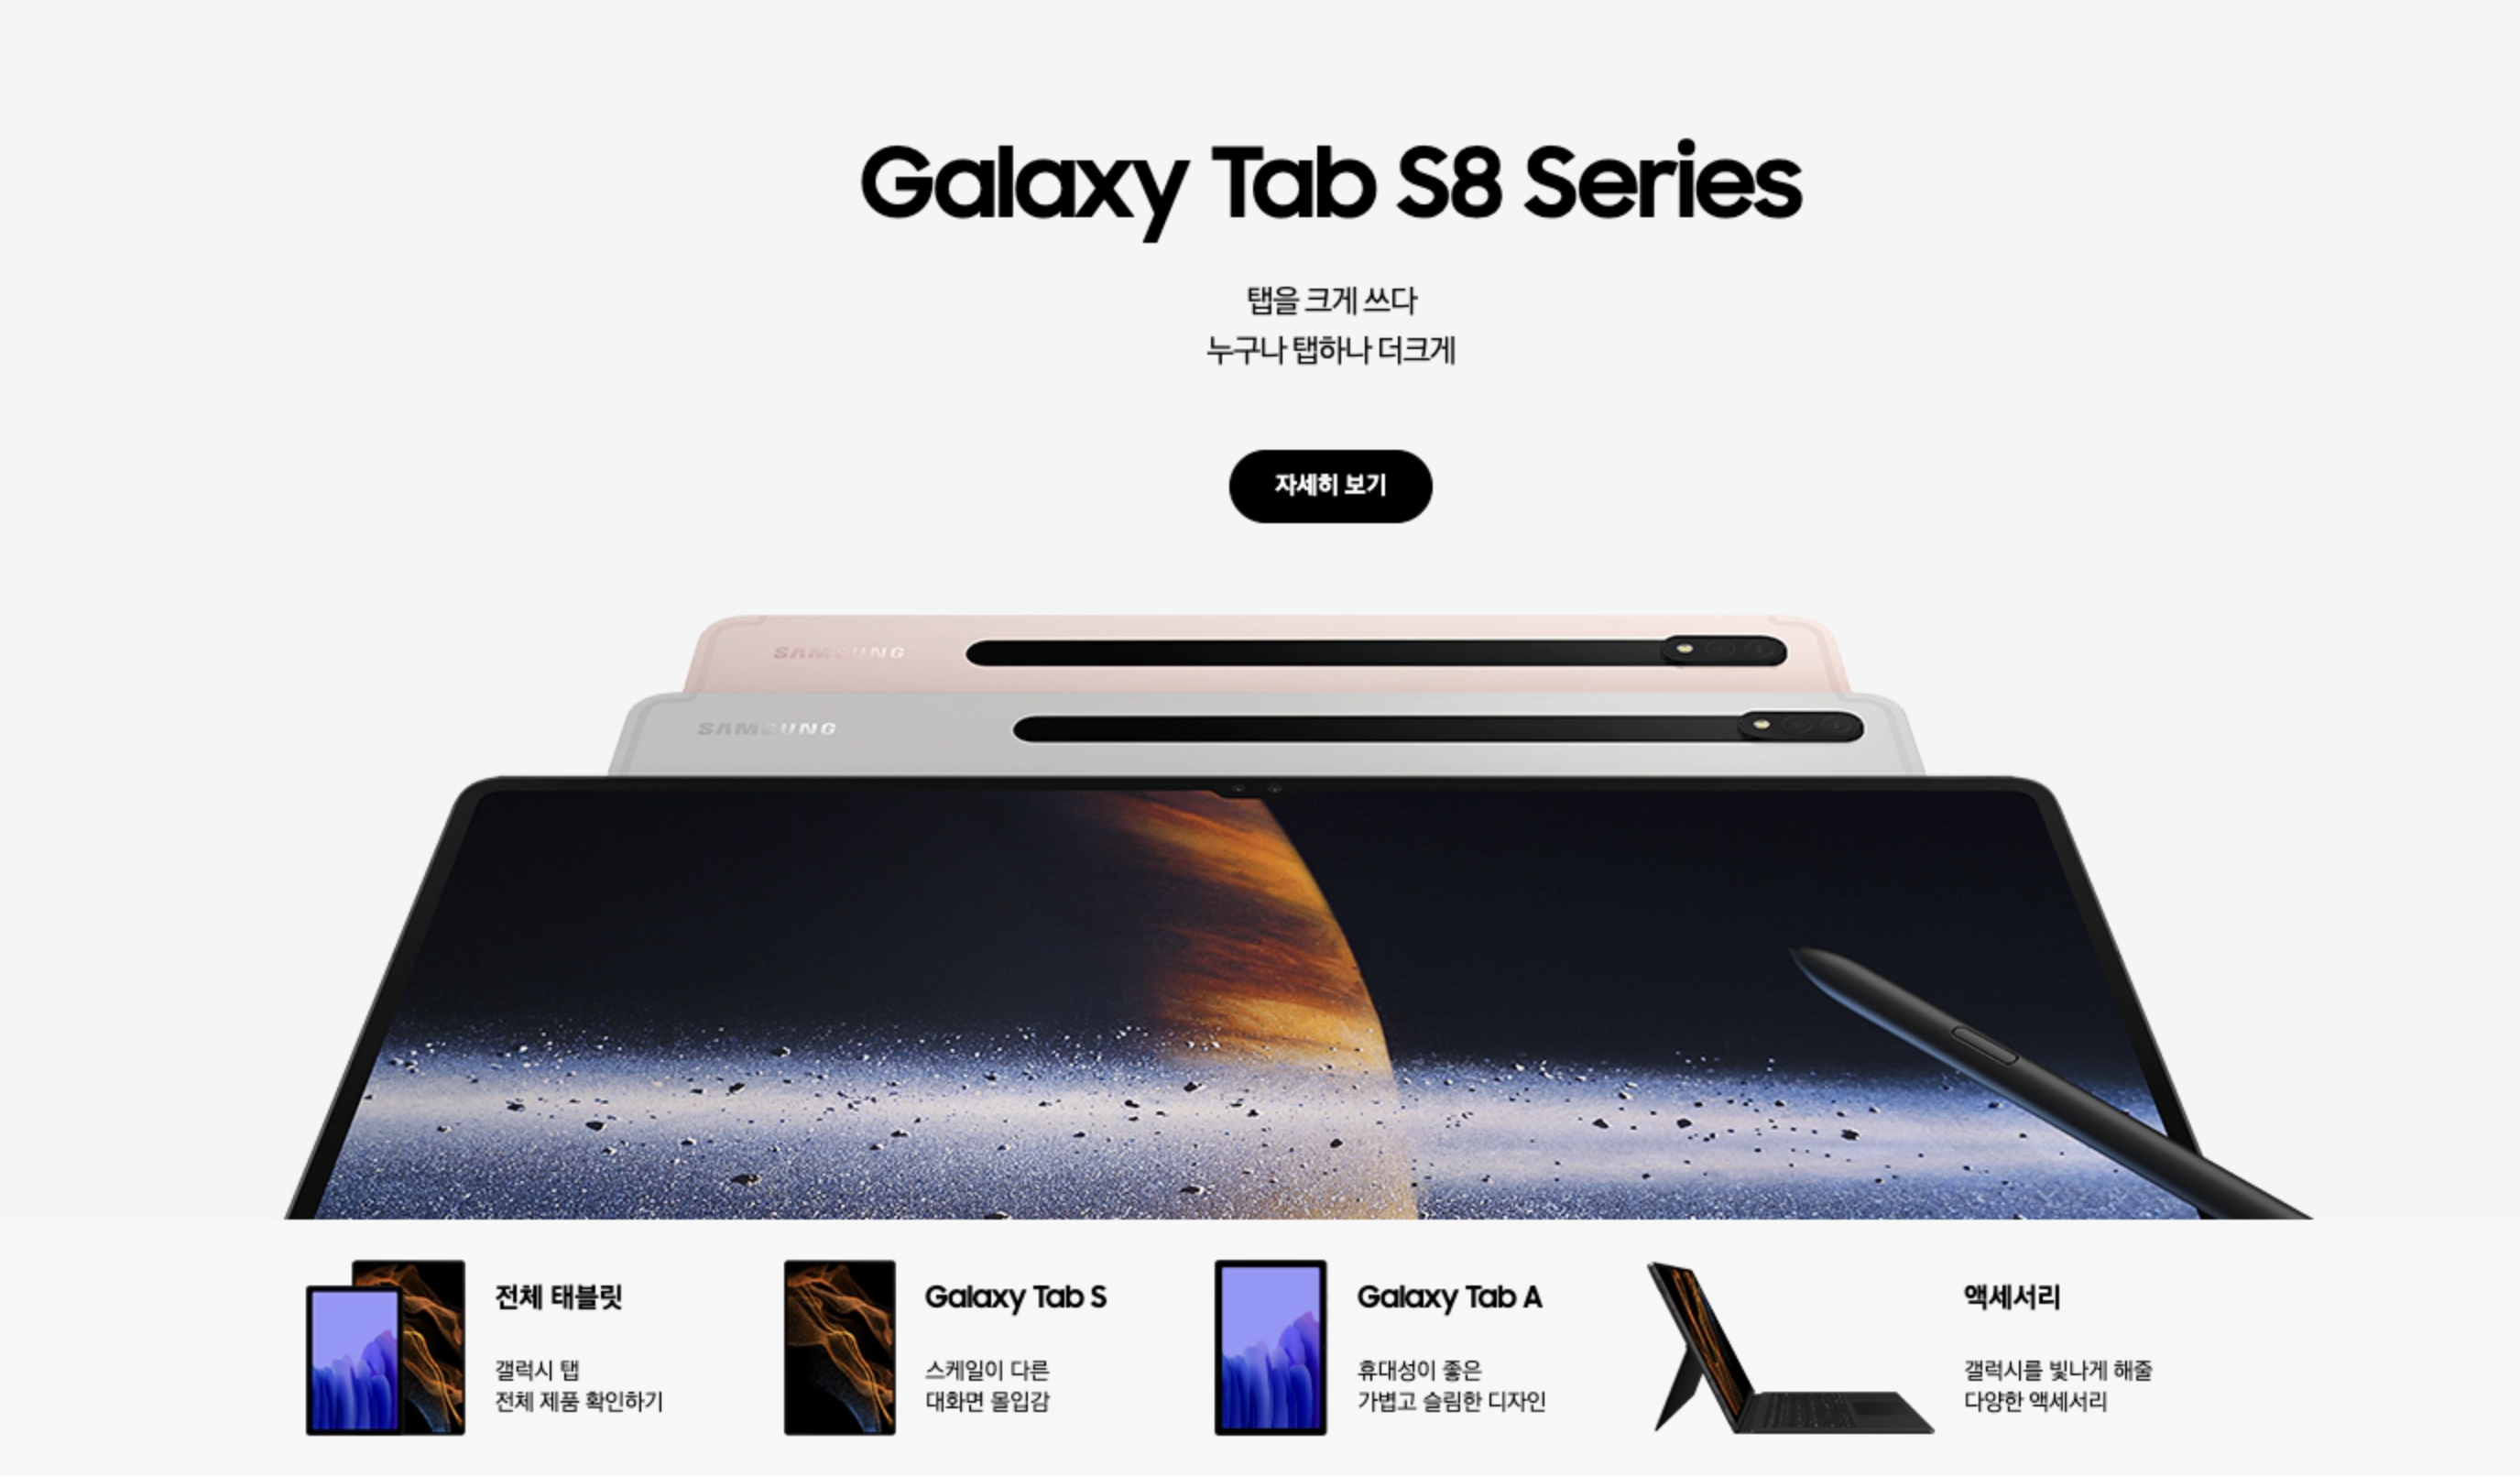 Galaxy Tab S8 Series
탭을 크게 쓰다
누구나 탭하나 더크게
자세히 보기
SAMSUNG
SAMSUNG
전체 태블릿
갤럭시 탭
전체 제품 확인하기
Galaxy Tab S
스케일이 다른
대화면 몰입감
Galaxy Tab A
휴대성이 좋은
가볍고 슬림한 디자인
액세서리
갤럭시를 빛나게 해줄
다양한 액세서리